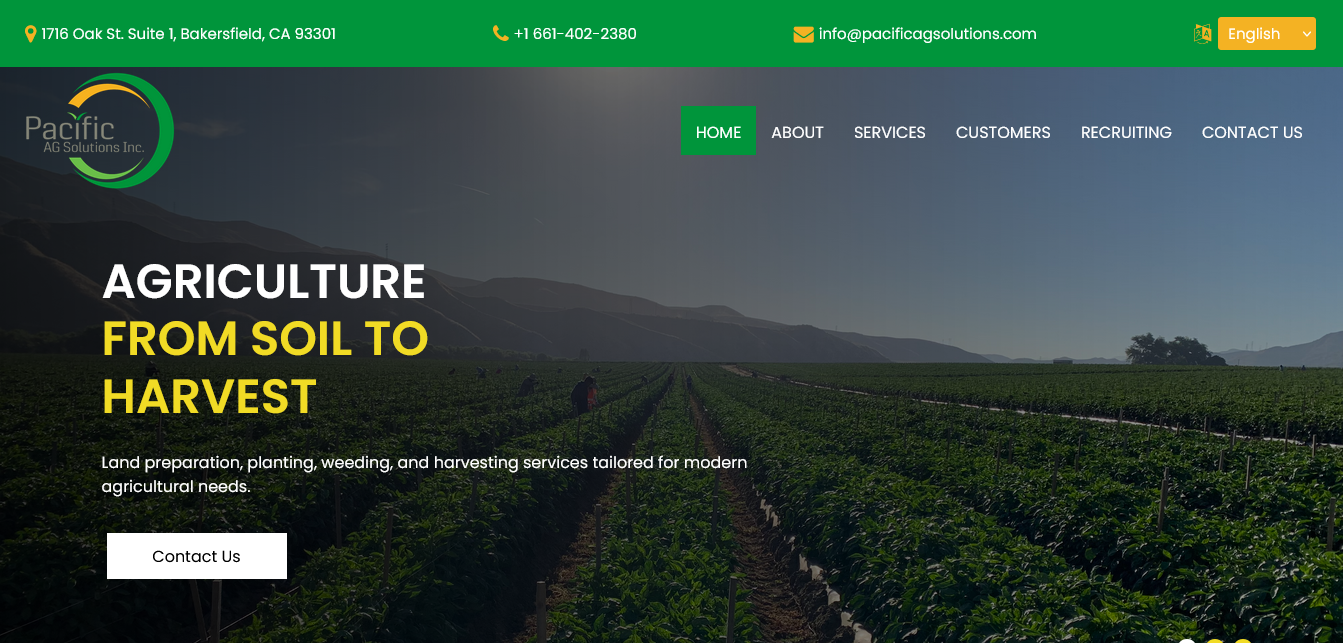 1716 Oak St. Suite 1, Bakersfield, CA 93301
+1 661-402-2380
info@pacificagsolutions.com
English
Pacific
AG Solutions Inc.
HOME
ABOUT
SERVICES
CUSTOMERS
RECRUITING
CONTACT US
AGRICULTURE
FROM SOIL TO
HARVEST
Land preparation, planting, weeding, and harvesting services tailored for modern
agricultural needs.
Contact Us